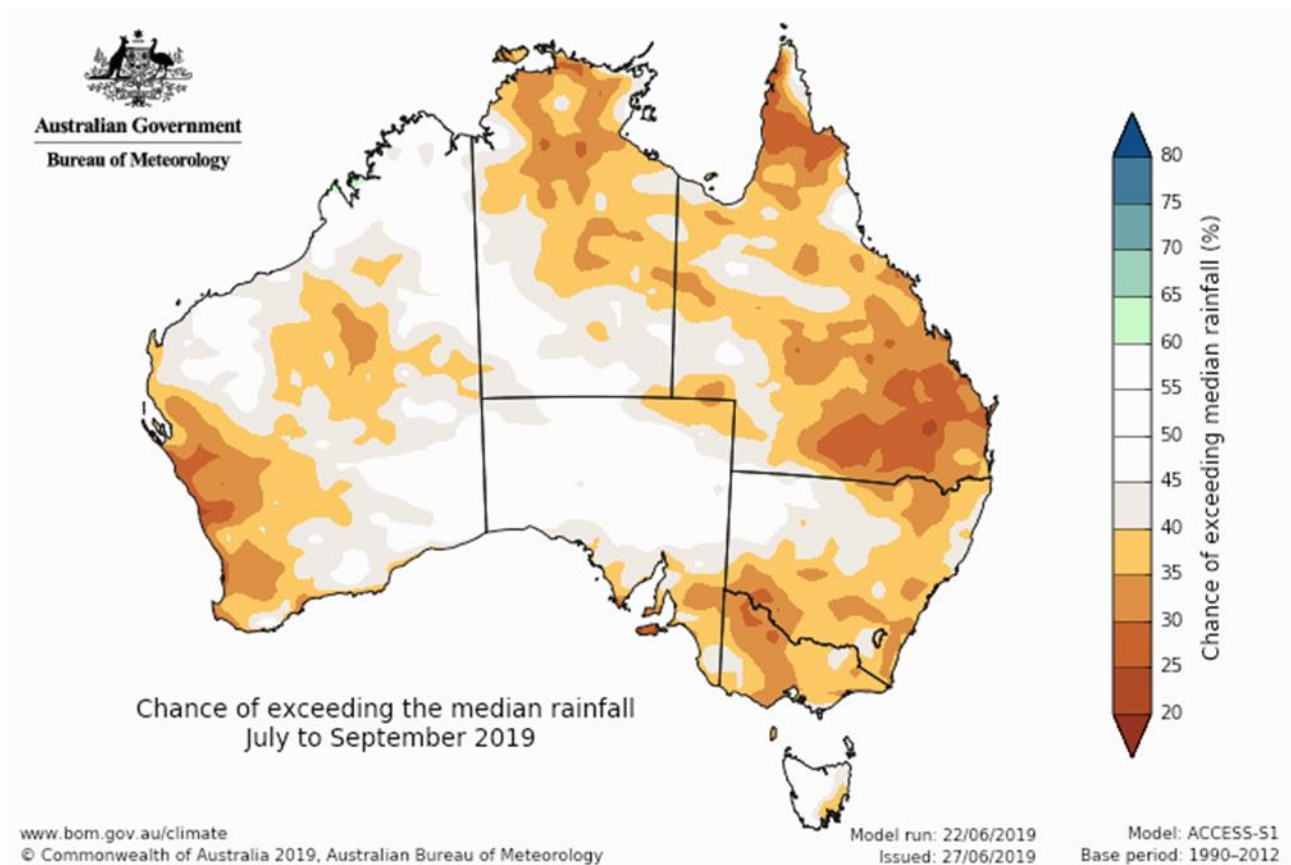 Australian Government
Bureau of Meteorology
80
75
70
65
60
55
50
45
40
35
30
25
20
Chance of exceeding median rainfall (%)
Chance of exceeding the median rainfall
July to September 2019
www.bom.gov.au/climate
© Commonwealth of Australia 2019, Australian Bureau of Meteorology
Model run: 22/06/2019
Issued: 27/06/2019
Model: ACCESS-S1
Base period: 1990–2012